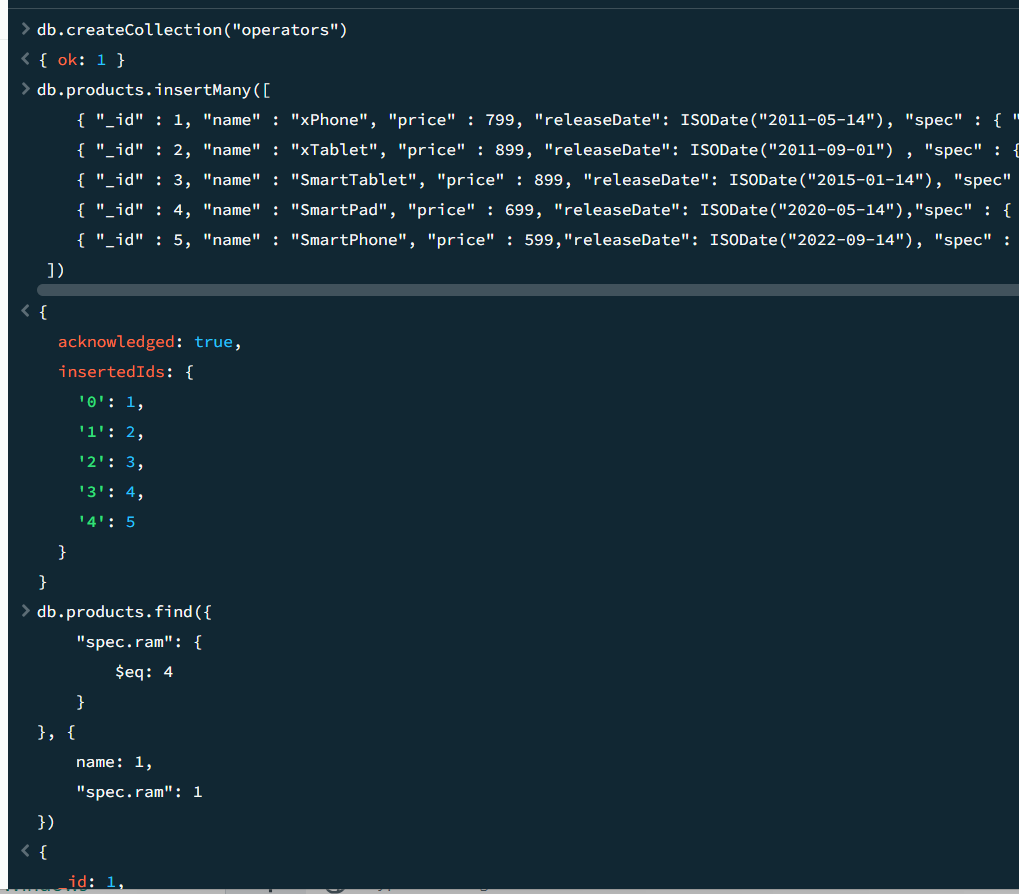 db.createCollection("operators")
{ ok: 1 }
db.products.insertMany([
{ "_id" : 1, "name" : "xPhone", "price" : 799, "releaseDate": ISODate("2011-05-14"), "spec" : { "
{ "_id" : 2, "name" : "xTablet", "price" : 899, "releaseDate": ISODate("2011-09-01") , "spec" : {
{ "_id" : 3, "name" : "SmartTablet", "price" : 899, "releaseDate": ISODate("2015-01-14"), "spec"
{ "_id" : 4, "name" : "SmartPad", "price" : 699, "releaseDate": ISODate("2020-05-14"),"spec" : {
{ "_id" : 5, "name" : "SmartPhone", "price" : 599,"releaseDate": ISODate("2022-09-14"), "spec" :
])
{
acknowledged: true,
insertedIds: {
'0': 1,
'1': 2,
'2': 3,
'3': 4,
'4': 5
}
}
db.products.find({
"spec.ram": {
$eq: 4
}
}, {
name: 1,
"spec.ram": 1
})
{
_id: 1,